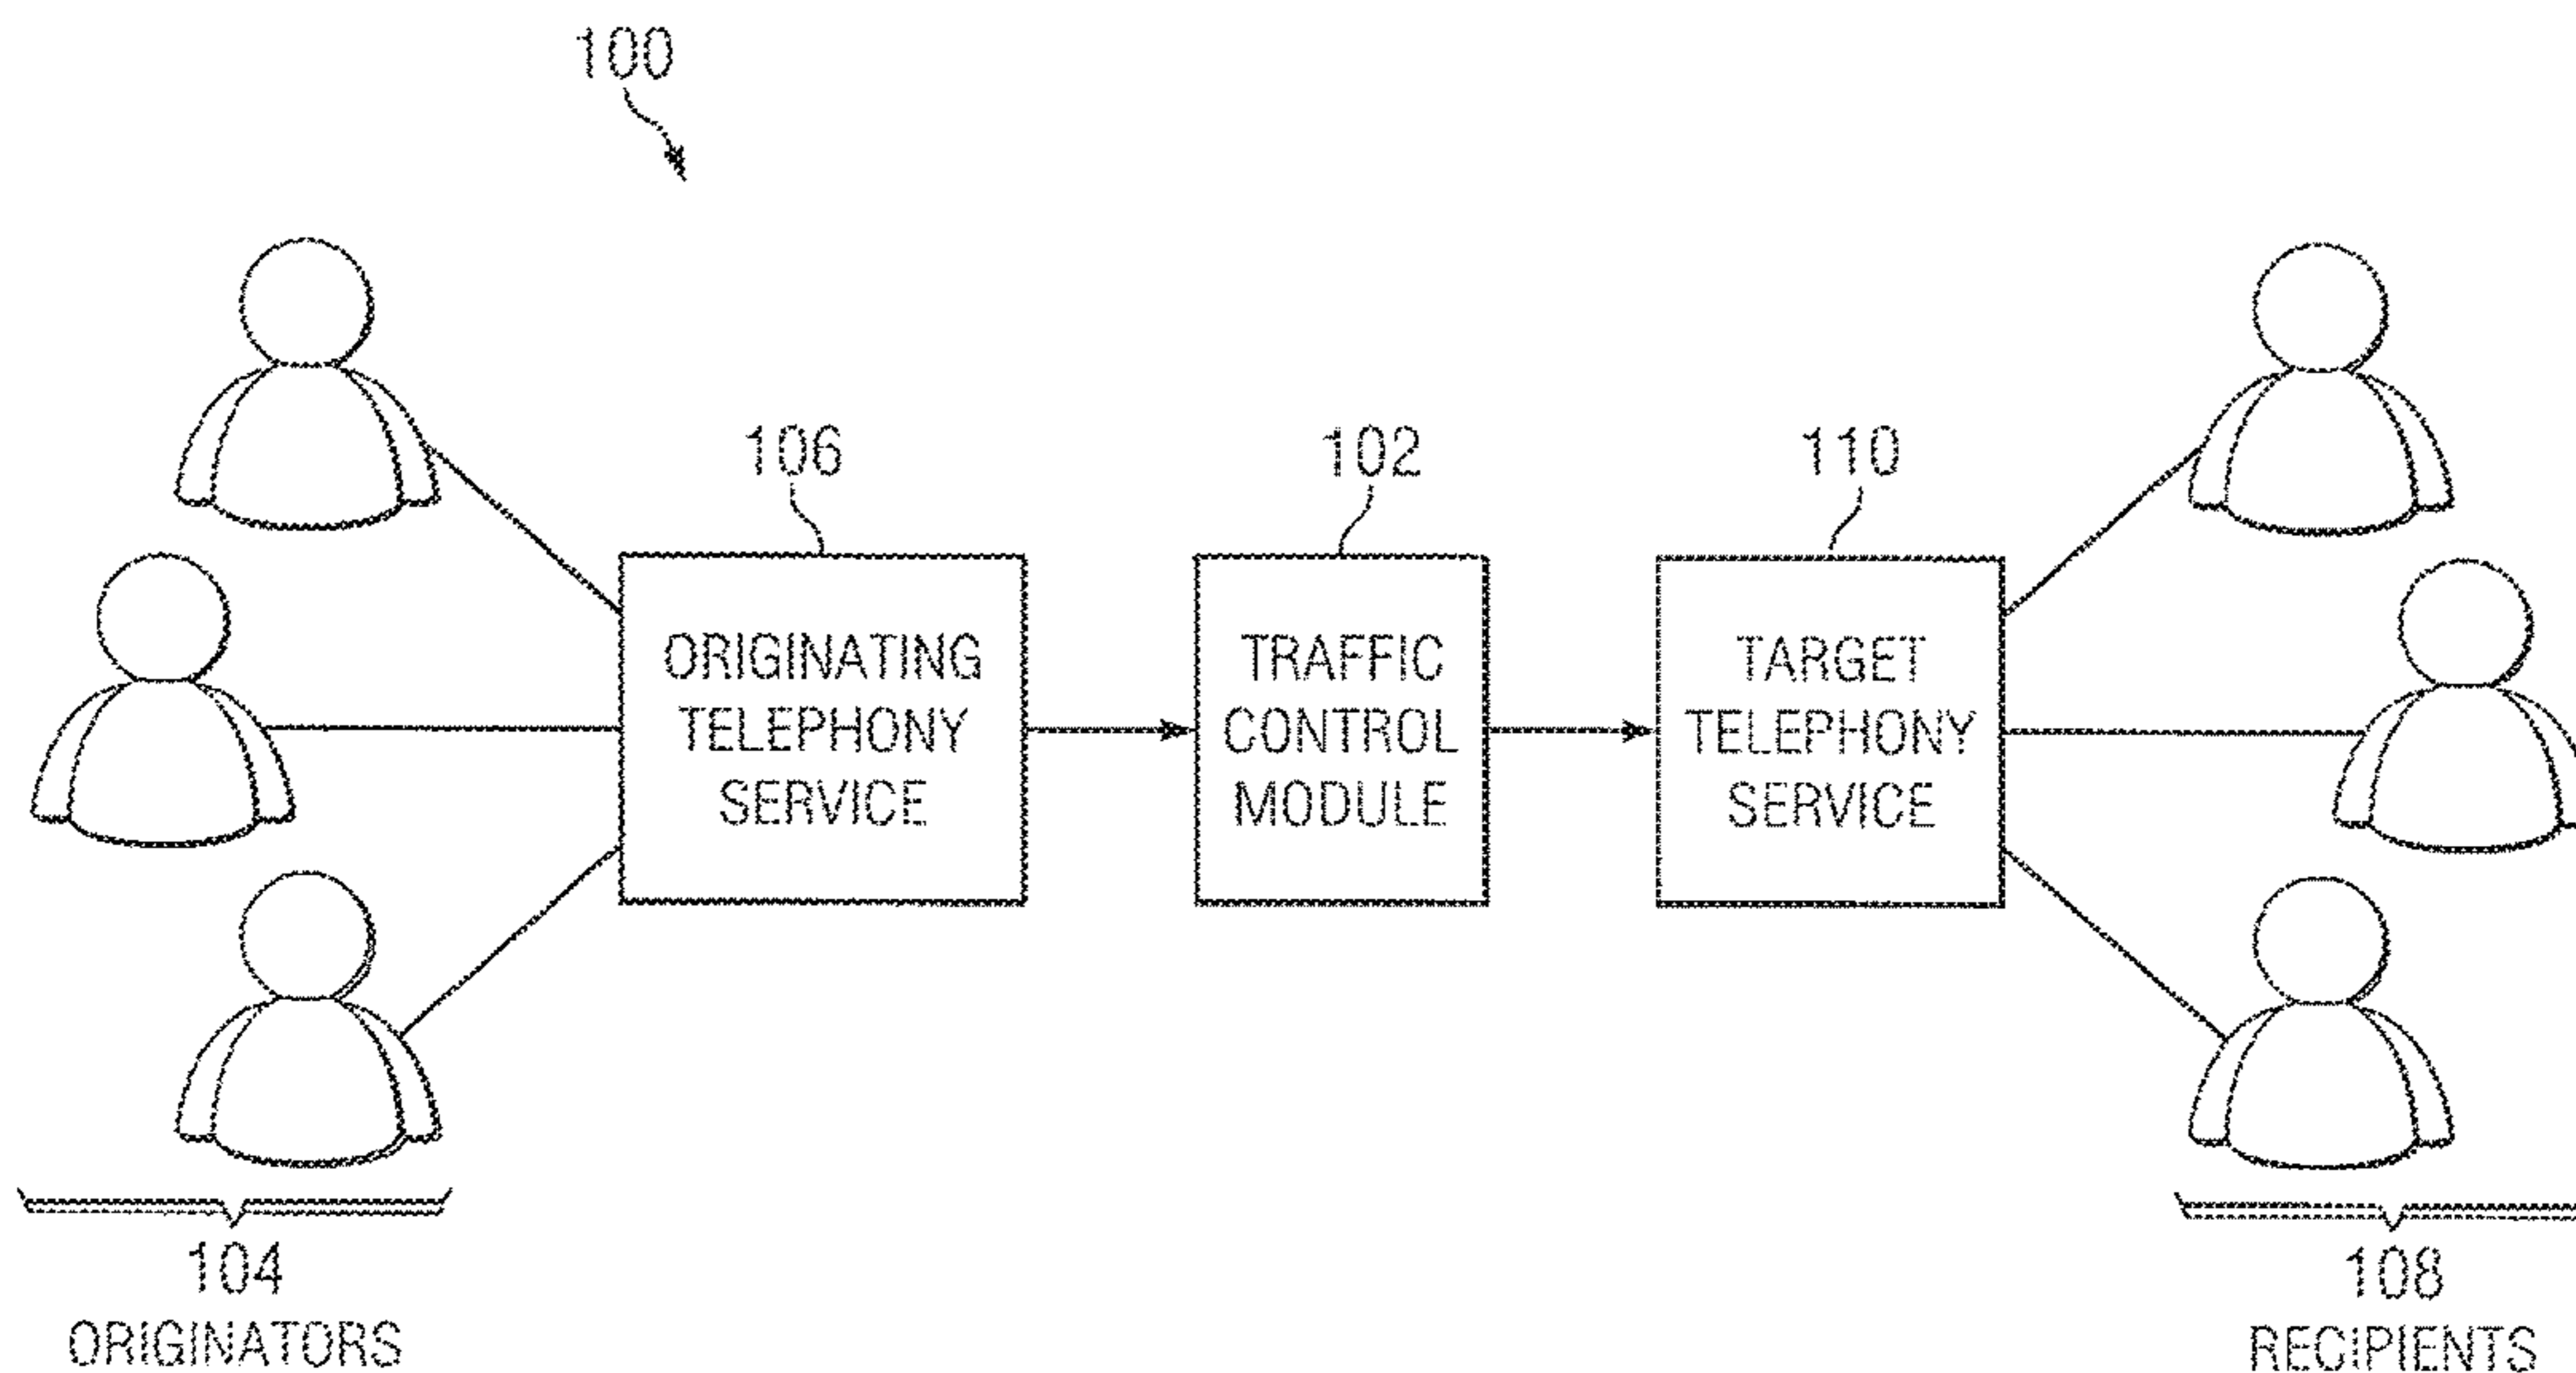 100
106
102
110
ORIGINATING
TELEPHONY
SERVICE
TRAFFIC
CONTROL
MODULE
TARGET
TELEPHONY
SERVICE
104
ORIGINATORS
108
RECIPIENTS